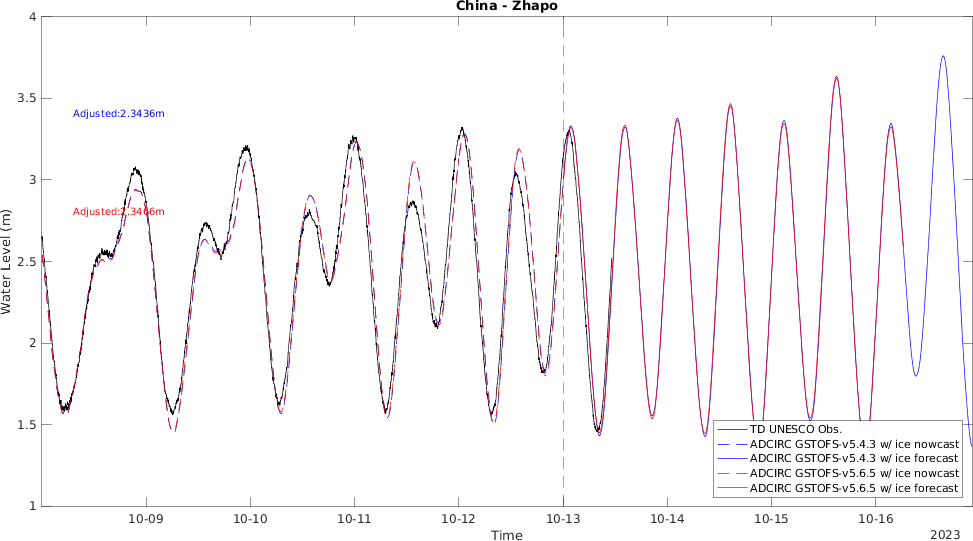 China - Zhapo
4
3.5
3
2.5
2
1.5
1
Water Level (m)
Adjusted:2.3436m
Adjusted:2.3466m
TD UNESCO Obs.
ADCIRC GSTOFS-v5.4.3 w/ ice nowcast
ADCIRC GSTOFS-v5.4.3 w/ ice forecast
ADCIRC GSTOFS-v5.6.5 w/ ice nowcast
ADCIRC GSTOFS-v5.6.5 w/ ice forecast
10-09 10-10 10-11 10-12 10-13 10-14 10-15 10-16
Time
2023